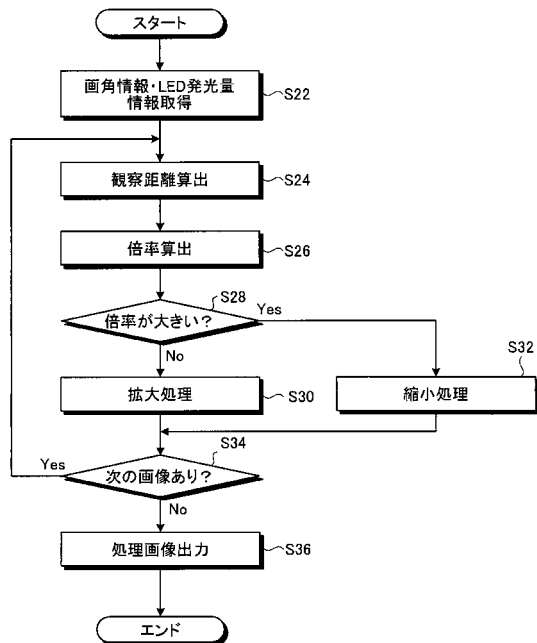 スタート
画角情報・LED発光量
情報取得
S22
観察距離算出
S24
倍率算出
S26
S28
倍率が大きい?
Yes
No
S32
拡大処理
S30
縮小処理
S34
Yes
次の画像あり?
No
処理画像出力
S36
エンド